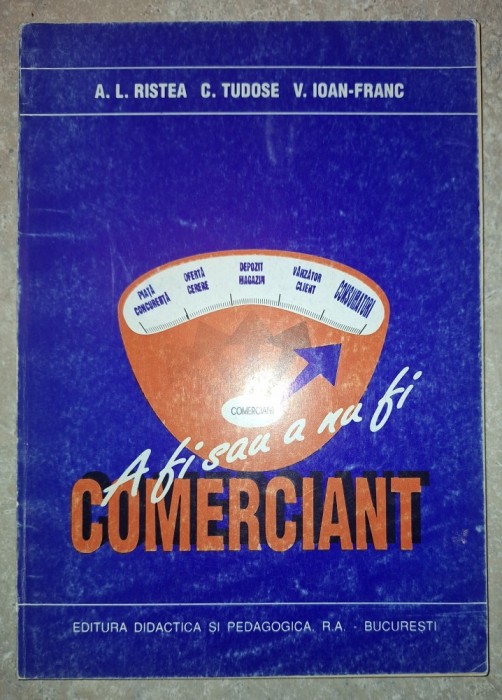 A. L. RISTEA C. TUDOSE V. IOAN-FRANC
PIAȚĂ
CONCURENȚĂ
OFERTĂ
CERERE
DEPOZIT
MAGAZIN
VÂNZĂTOR
CLIENT
CONSUMATORI
COMERCIANT
A fi sau a nu fi
COMERCIANT
EDITURA DIDACTICA ȘI PEDAGOGICA, R.A. - BUCUREȘTI